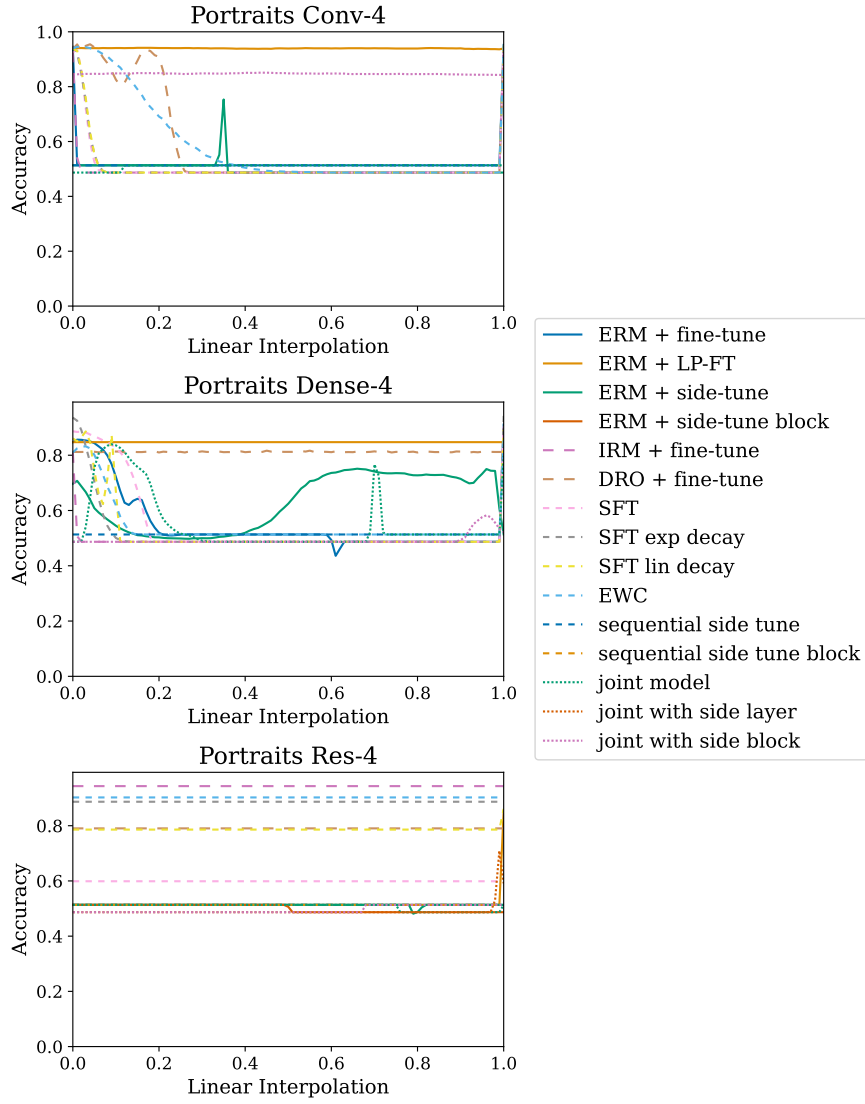 Portraits Conv-4
1.0
0.8
0.6
0.4
0.2
0.0
Accuracy
0.0 0.2 0.4 0.6 0.8 1.0
Linear Interpolation
Portraits Dense-4
0.8
0.6
0.4
0.2
0.0
Accuracy
0.0 0.2 0.4 0.6 0.8 1.0
Linear Interpolation
Portraits Res-4
0.8
0.6
0.4
0.2
0.0
Accuracy
0.0 0.2 0.4 0.6 0.8 1.0
Linear Interpolation
ERM + fine-tune
ERM + LP-FT
ERM + side-tune
ERM + side-tune block
IRM + fine-tune
DRO + fine-tune
SFT
SFT exp decay
SFT lin decay
EWC
sequential side tune
sequential side tune block
joint model
joint with side layer
joint with side block